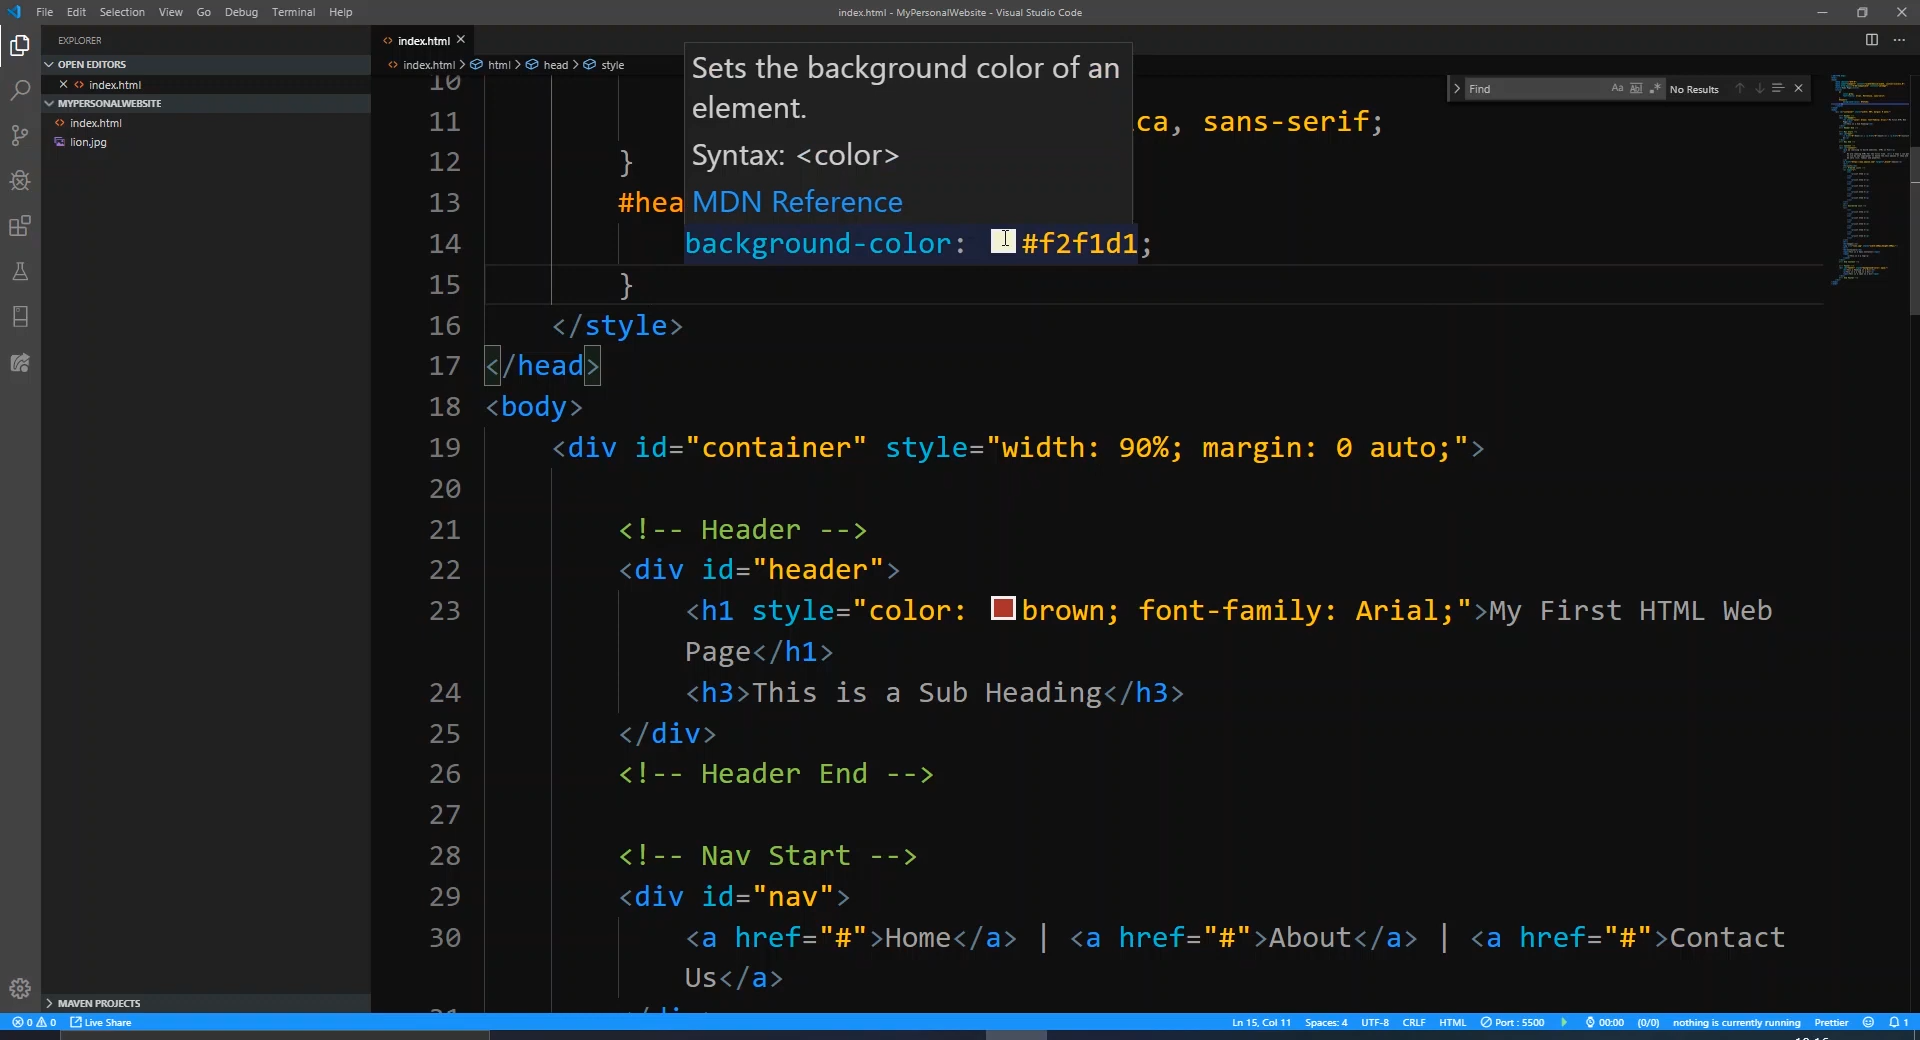 File Edit Selection View Go Debug Terminal Help
index.html - MyPersonalWebsite - Visual Studio Code
EXPLORER
OPEN EDITORS
index.html
MYPERSONALWEBSITE
index.html
lion.jpg
MAVEN PROJECTS
index.html
index.html > html > head > style
Sets the background color of an
element.
Syntax: <color>
MDN Reference
Find
Aa Abl .* No Results
10
11 ca, sans-serif;
12 }
13 #hea
14 background-color: #f2f1d1;
15 }
16 </style>
17 </head>
18 <body>
19 <div id="container" style="width: 90%; margin: 0 auto;">
20
21 <!-- Header -->
22 <div id="header">
23 <h1 style="color: brown; font-family: Arial;">My First HTML Web
Page</h1>
24 <h3>This is a Sub Heading</h3>
25 </div>
26 <!-- Header End -->
27
28 <!-- Nav Start -->
29 <div id="nav">
30 <a href="#">Home</a> | <a href="#">About</a> | <a href="#">Contact
Us</a>
0 0 Live Share
Ln 15, Col 11 Spaces: 4 UTF-8 CRLF HTML Port : 5500 00:00 (0/0) nothing is currently running Prettier 1